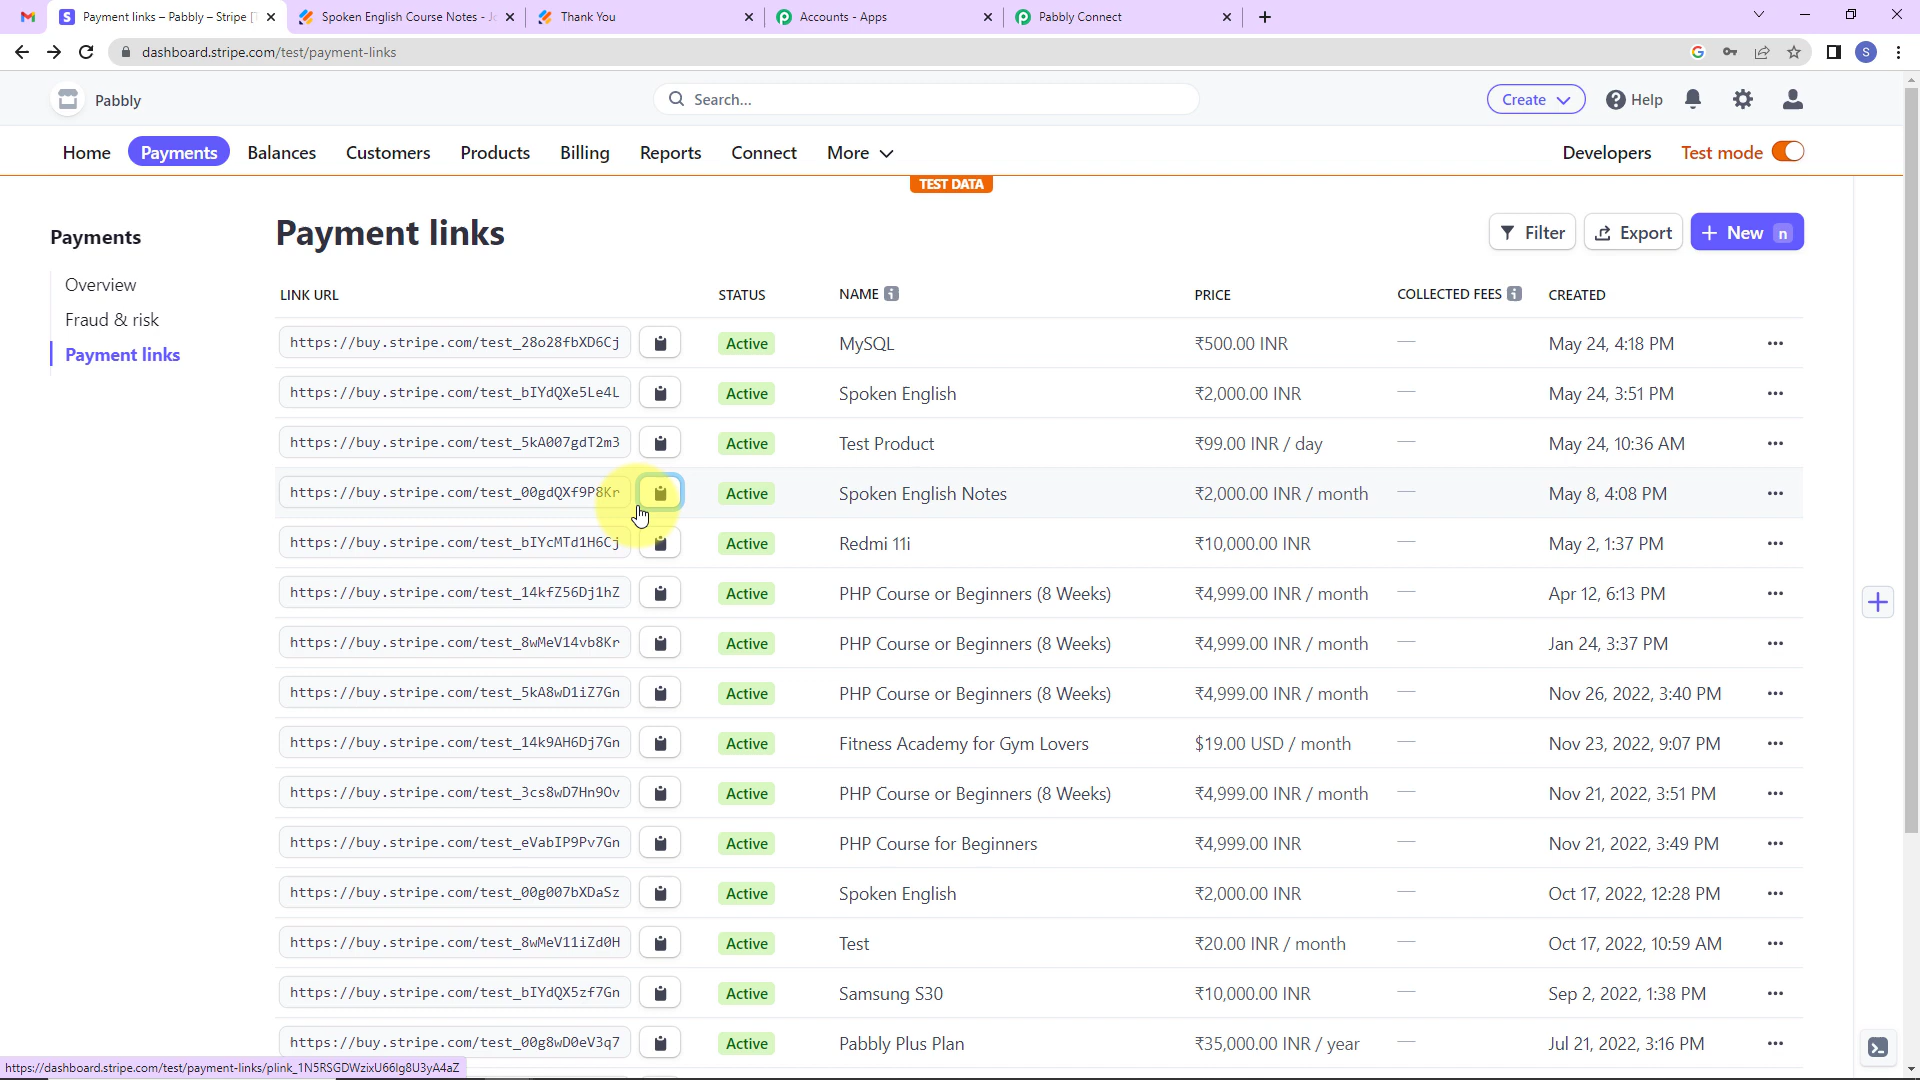 Payment links – Pabbly – Stripe [T
Spoken English Course Notes - Jo
Thank You
Accounts - Apps
Pabbly Connect
dashboard.stripe.com/test/payment-links
S
Pabbly
Search...
Create
Help
Home
Payments
Balances
Customers
Products
Billing
Reports
Connect
More
Developers
Test mode
TEST DATA
Payments
Overview
Fraud & risk
Payment links
Payment links
Filter
Export
New n
LINK URL STATUS NAME PRICE COLLECTED FEES CREATED
https://buy.stripe.com/test_28o28fbXD6Cj Active MySQL ₹500.00 INR — May 24, 4:18 PM
https://buy.stripe.com/test_bIYdQXe5Le4L Active Spoken English ₹2,000.00 INR — May 24, 3:51 PM
https://buy.stripe.com/test_5kA007gdT2m3 Active Test Product ₹99.00 INR / day — May 24, 10:36 AM
https://buy.stripe.com/test_00gdQXf9P8Kr Active Spoken English Notes ₹2,000.00 INR / month — May 8, 4:08 PM
https://buy.stripe.com/test_bIYcMTd1H6Cj Active Redmi 11i ₹10,000.00 INR — May 2, 1:37 PM
https://buy.stripe.com/test_14kfZ56Dj1hZ Active PHP Course or Beginners (8 Weeks) ₹4,999.00 INR / month — Apr 12, 6:13 PM
https://buy.stripe.com/test_8wMeV14vb8Kr Active PHP Course or Beginners (8 Weeks) ₹4,999.00 INR / month — Jan 24, 3:37 PM
https://buy.stripe.com/test_5kA8wD1iZ7Gn Active PHP Course or Beginners (8 Weeks) ₹4,999.00 INR / month — Nov 26, 2022, 3:40 PM
https://buy.stripe.com/test_14k9AH6Dj7Gn Active Fitness Academy for Gym Lovers $19.00 USD / month — Nov 23, 2022, 9:07 PM
https://buy.stripe.com/test_3cs8wD7Hn9Ov Active PHP Course or Beginners (8 Weeks) ₹4,999.00 INR / month — Nov 21, 2022, 3:51 PM
https://buy.stripe.com/test_eVabIP9Pv7Gn Active PHP Course for Beginners ₹4,999.00 INR — Nov 21, 2022, 3:49 PM
https://buy.stripe.com/test_00g007bXDaSz Active Spoken English ₹2,000.00 INR — Oct 17, 2022, 12:28 PM
https://buy.stripe.com/test_8wMeV11iZd0H Active Test ₹20.00 INR / month — Oct 17, 2022, 10:59 AM
https://buy.stripe.com/test_bIYdQX5zf7Gn Active Samsung S30 ₹10,000.00 INR — Sep 2, 2022, 1:38 PM
https://buy.stripe.com/test_00g8wD0eV3q7 Active Pabbly Plus Plan ₹35,000.00 INR / year — Jul 21, 2022, 3:16 PM
https://dashboard.stripe.com/test/payment-links/plink_1N5RSGDWzixU66Ig8U3yA4aZ